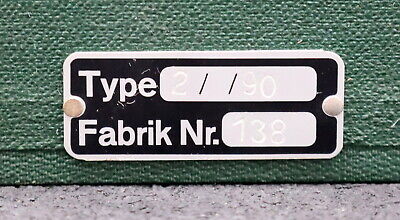 Type 2 / / 90
Fabrik Nr. 138